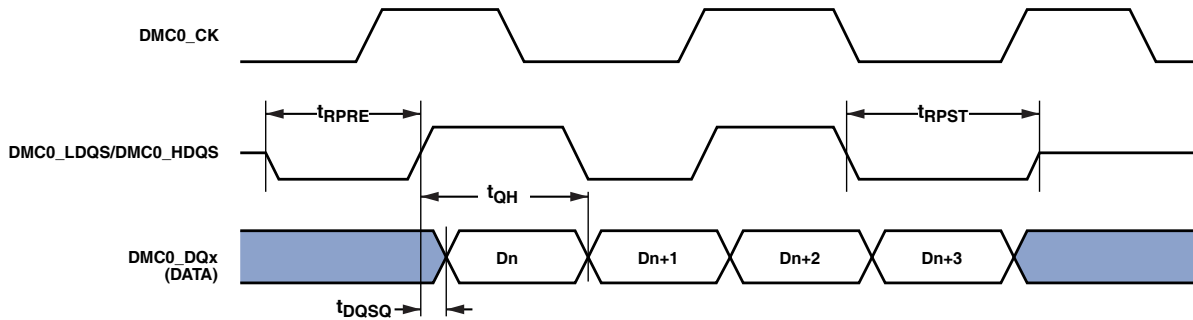 DMC0_CK
tRPRE
tRPST
DMC0_LDQS/DMC0_HDQS
tQH
DMC0_DQx
(DATA)
Dn
Dn+1
Dn+2
Dn+3
tDQSQ